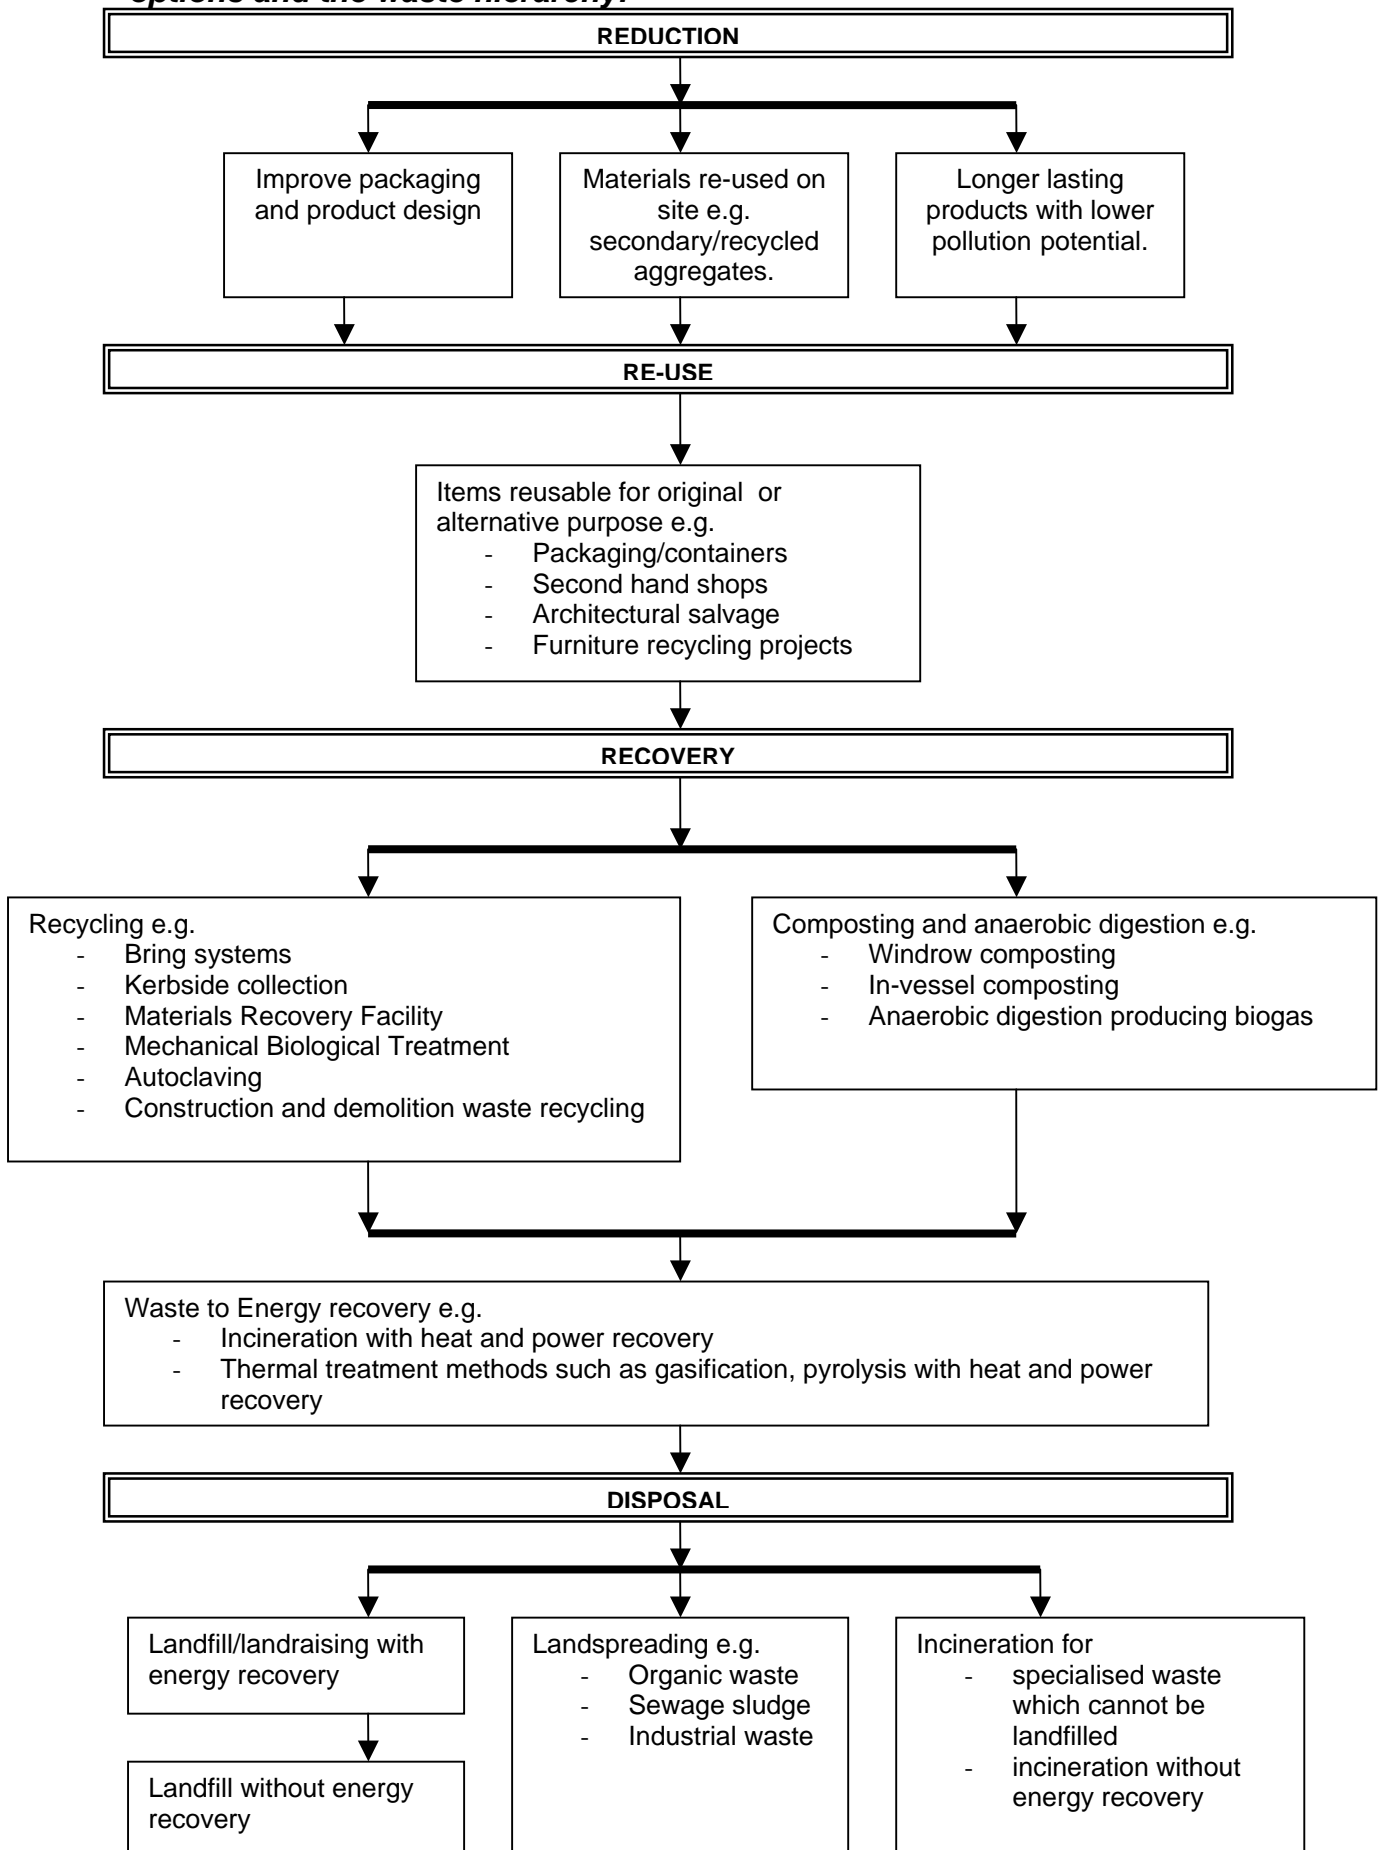 options and the waste hierarchy.
REDUCTION
Improve packaging
and product design
Materials re-used on
site e.g.
secondary/recycled
aggregates.
Longer lasting
products with lower
pollution potential.
RE-USE
Items reusable for original or
alternative purpose e.g.
- Packaging/containers
- Second hand shops
- Architectural salvage
- Furniture recycling projects
RECOVERY
Recycling e.g.
- Bring systems
- Kerbside collection
- Materials Recovery Facility
- Mechanical Biological Treatment
- Autoclaving
- Construction and demolition waste recycling
Composting and anaerobic digestion e.g.
- Windrow composting
- In-vessel composting
- Anaerobic digestion producing biogas
Waste to Energy recovery e.g.
- Incineration with heat and power recovery
- Thermal treatment methods such as gasification, pyrolysis with heat and power
recovery
DISPOSAL
Landfill/landraising with
energy recovery
Landfill without energy
recovery
Landspreading e.g.
- Organic waste
- Sewage sludge
- Industrial waste
Incineration for
- specialised waste
which cannot be
landfilled
- incineration without
energy recovery